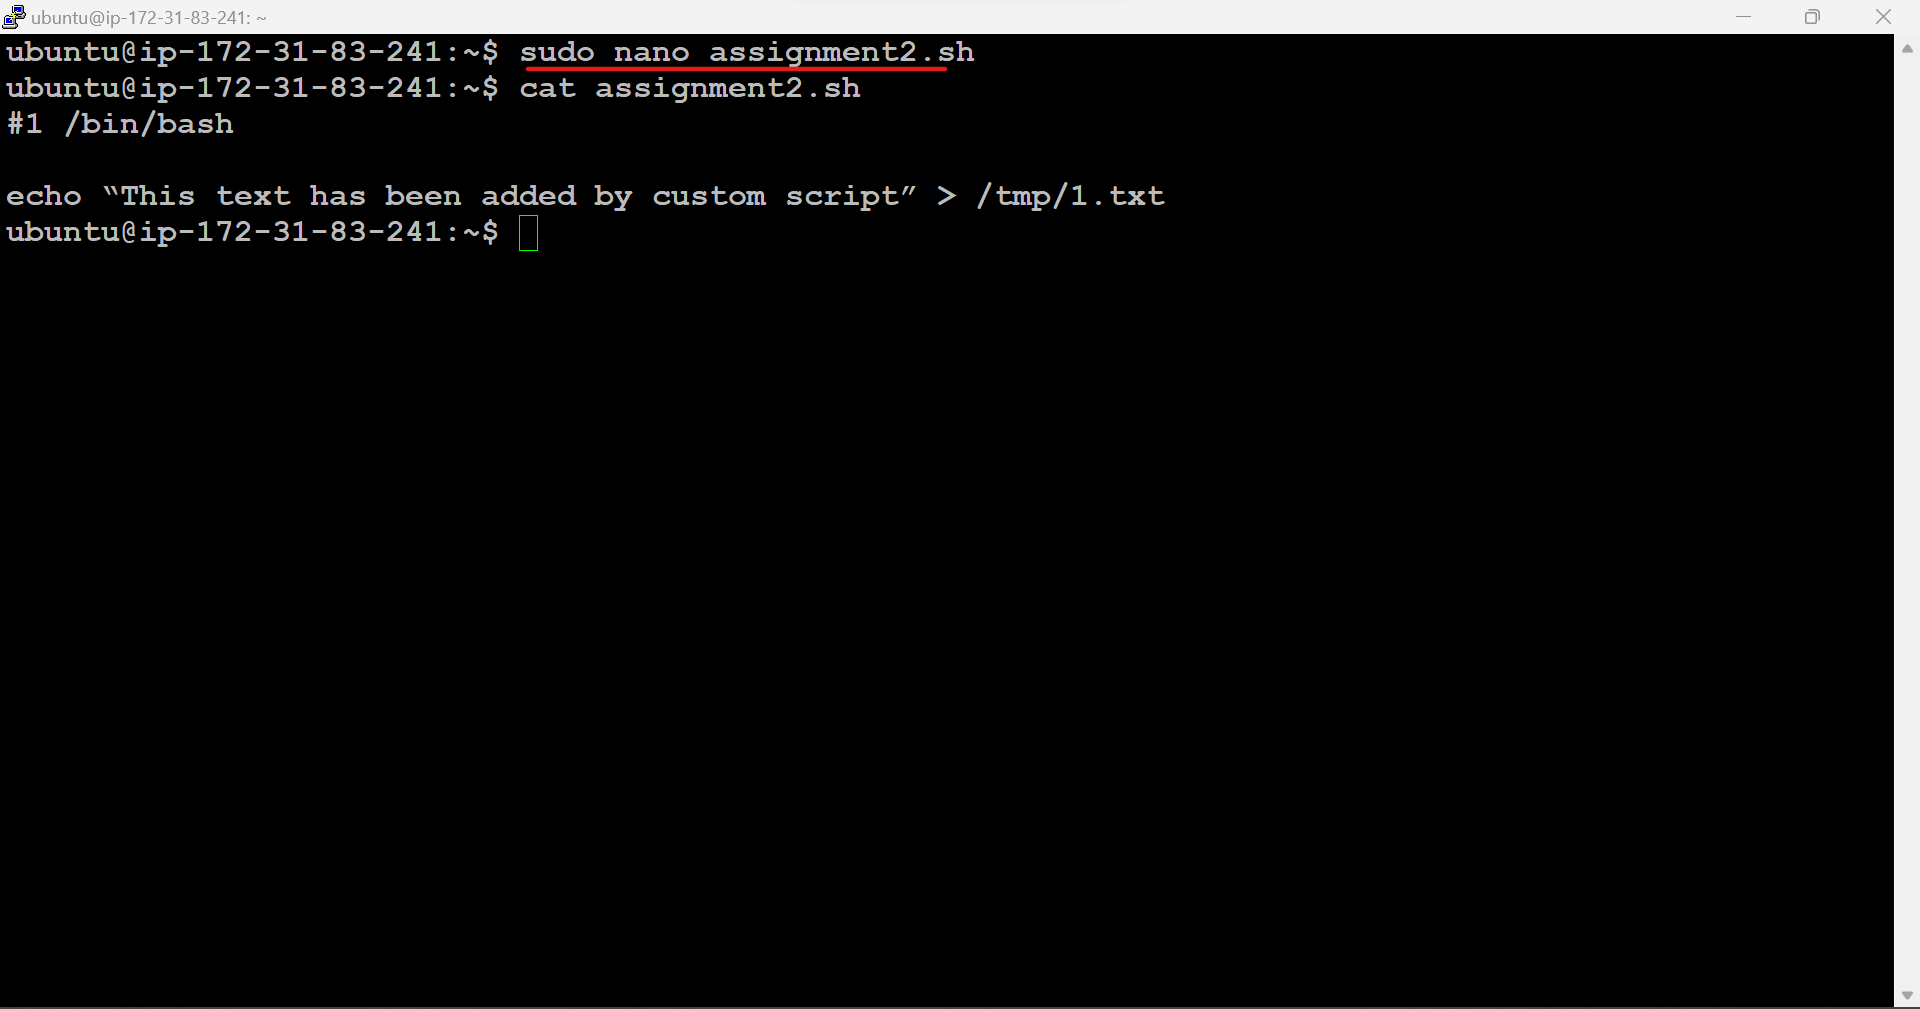 ubuntu@ip-172-31-83-241: ~
ubuntu@ip-172-31-83-241:~$ sudo nano assignment2.sh
ubuntu@ip-172-31-83-241:~$ cat assignment2.sh
#1 /bin/bash
echo “This text has been added by custom script” > /tmp/1.txt
ubuntu@ip-172-31-83-241:~$